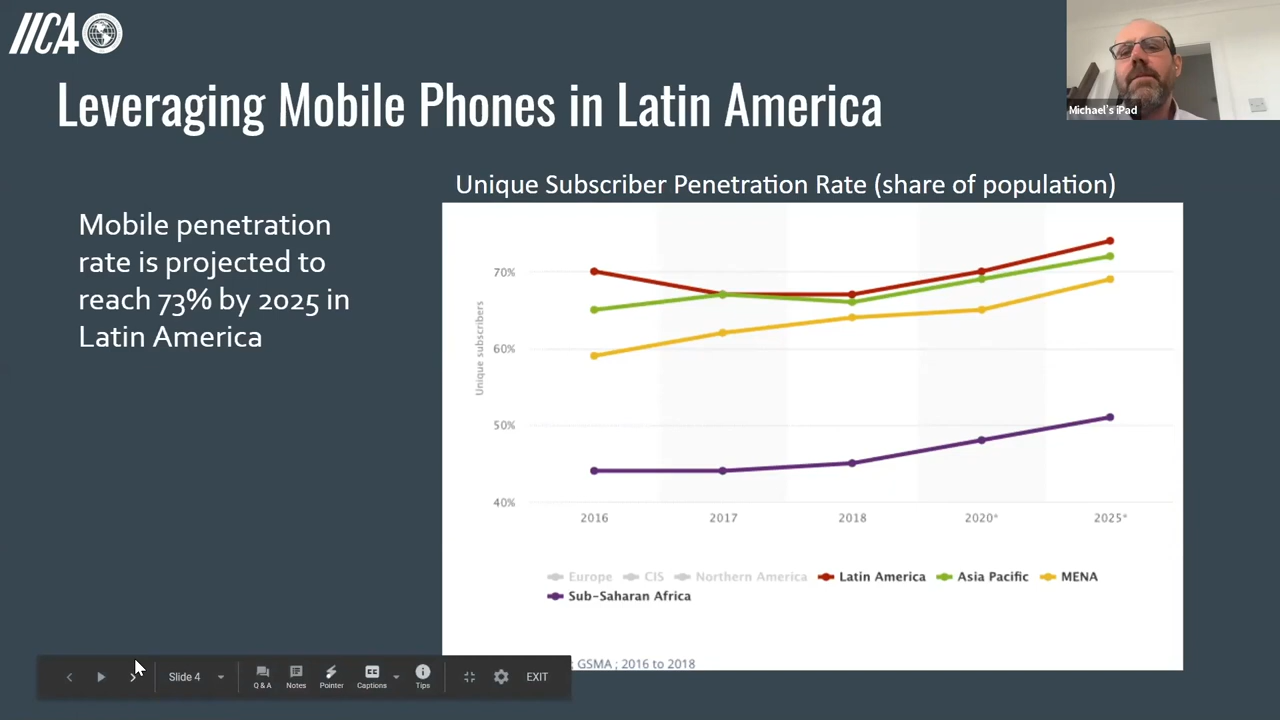 IICA
Michael's iPad
Leveraging Mobile Phones in Latin America
Unique Subscriber Penetration Rate (share of population)
Mobile penetration
rate is projected to
reach 73% by 2025 in
Latin America
Unique subscribers
70%
60%
50%
40%
2016 2017 2018 2020* 2025*
Europe CIS Northern America Latin America Asia Pacific MENA
Sub-Saharan Africa
; GSMA ; 2016 to 2018
Slide 4 Q & A Notes Pointer Captions Tips EXIT